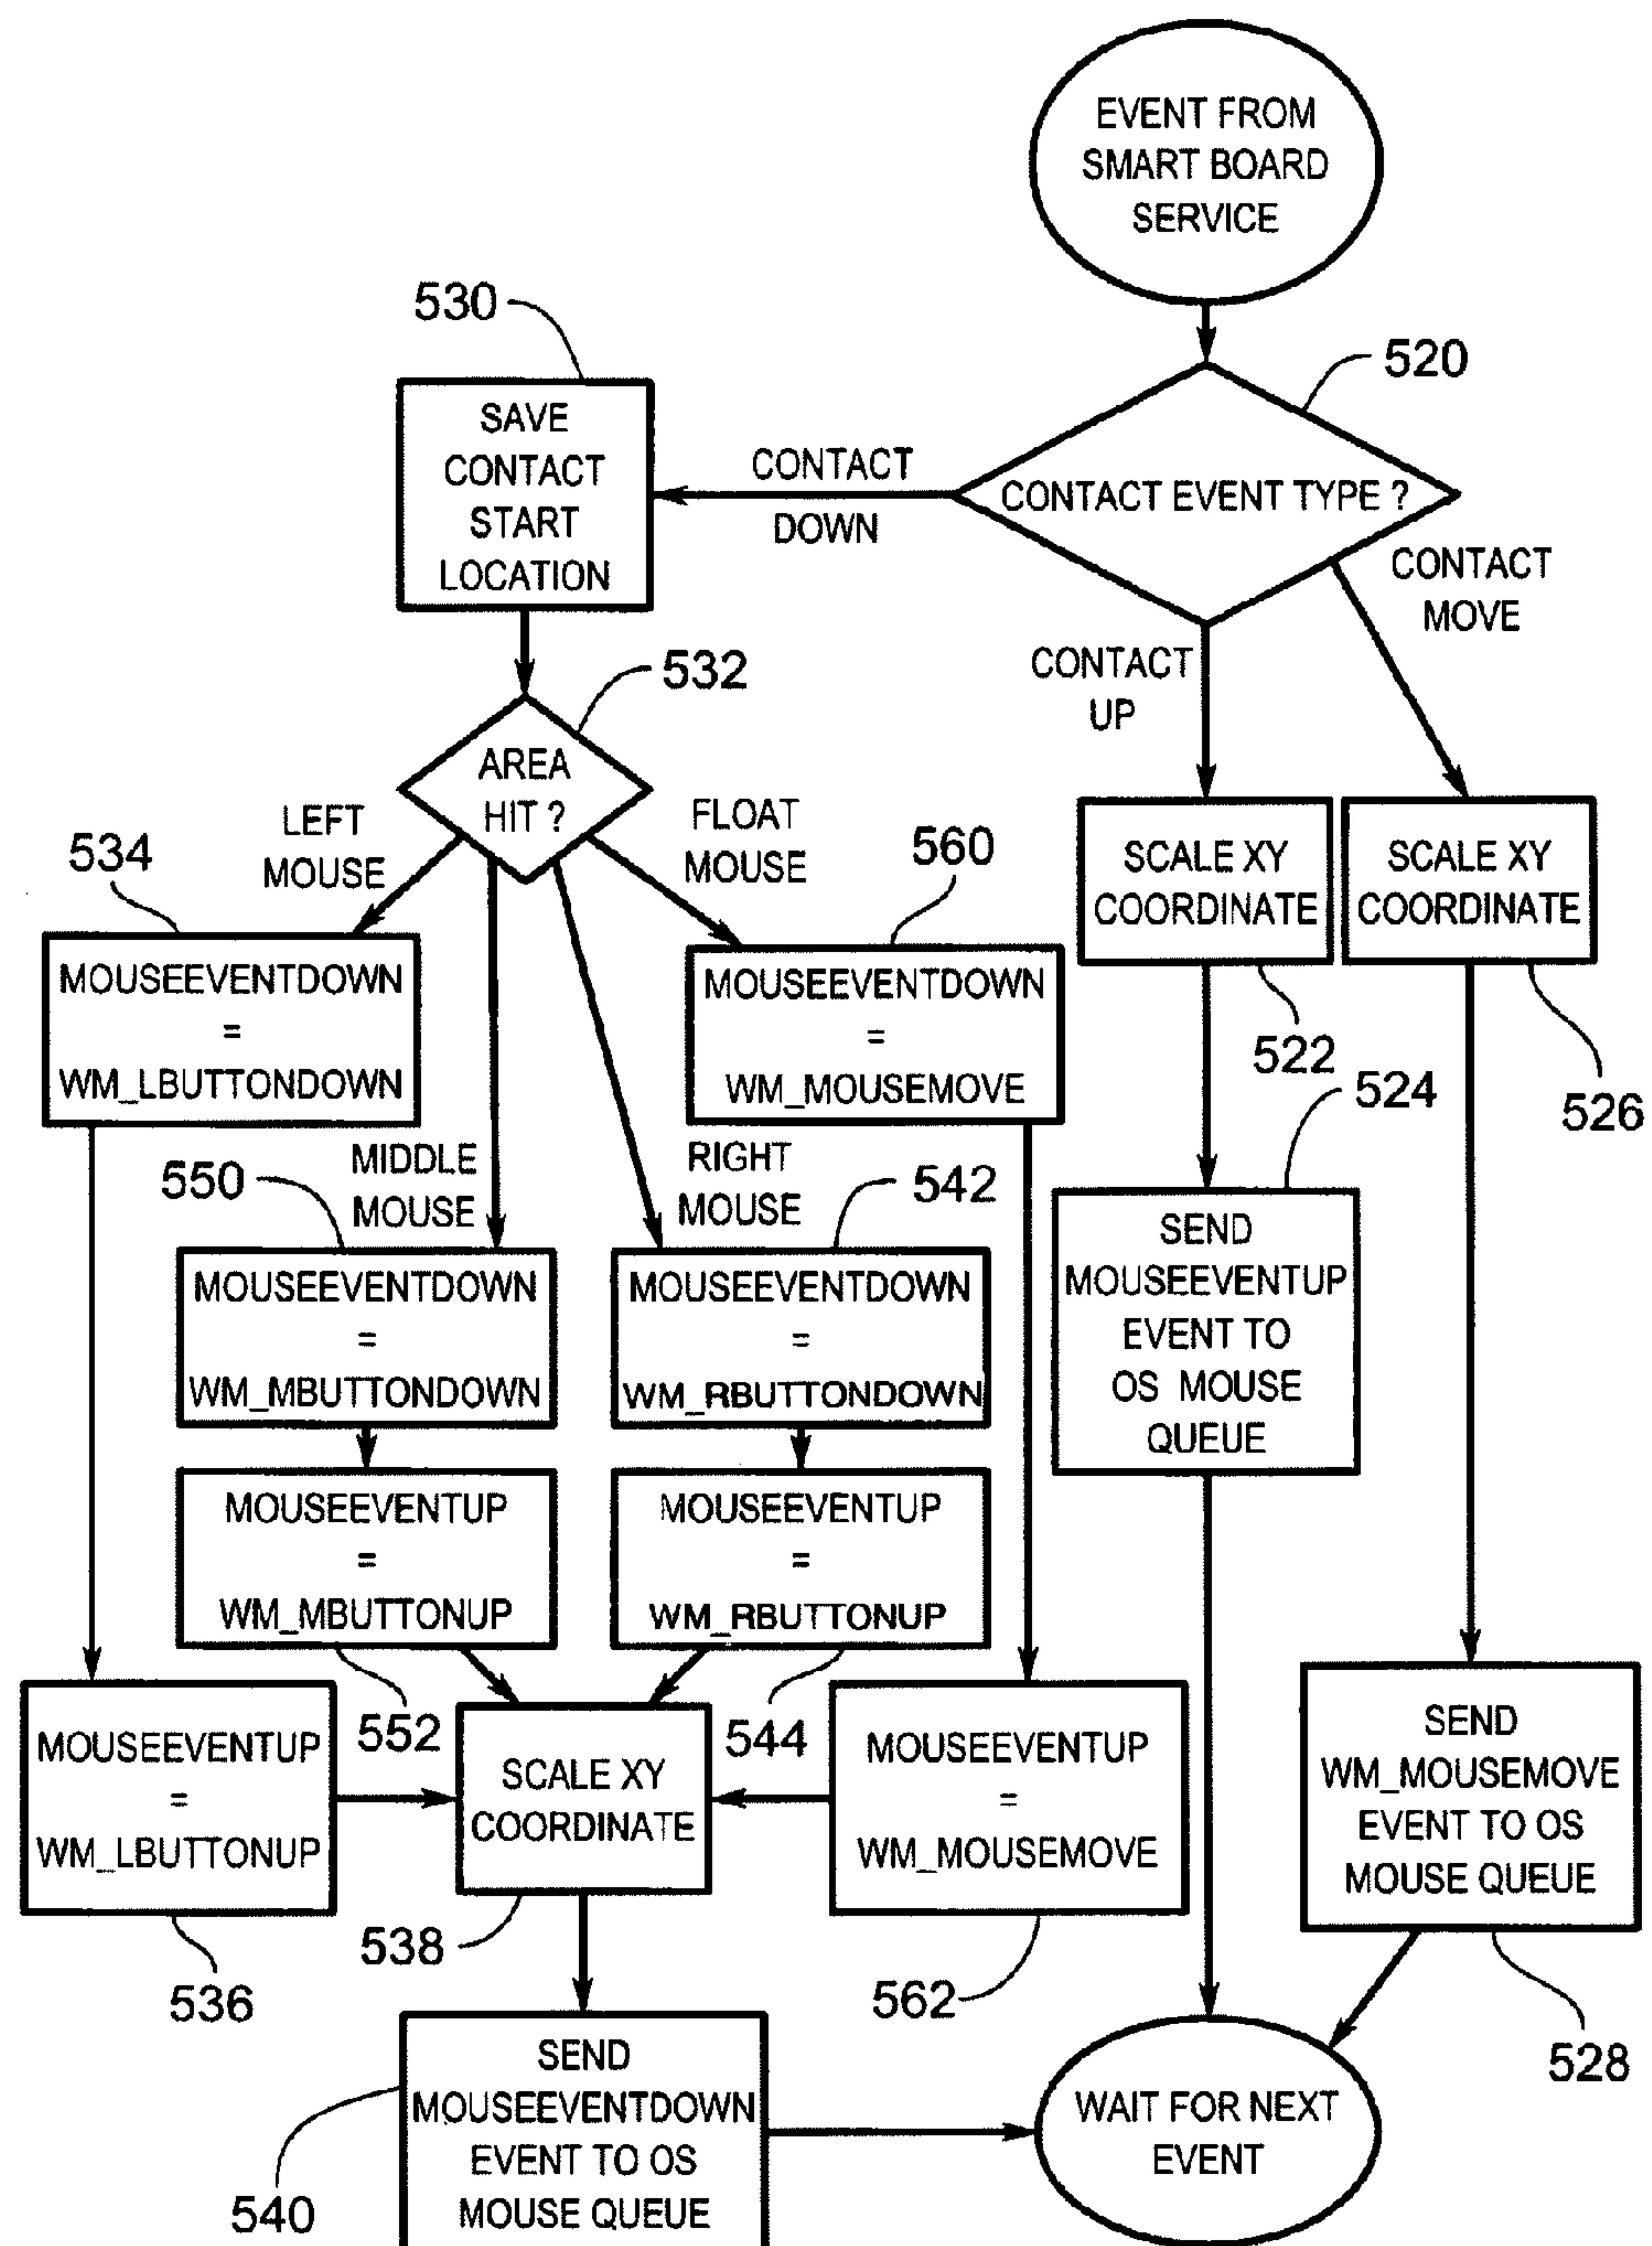 EVENT FROM
SMART BOARD
SERVICE
530
520
SAVE
CONTACT
START
LOCATION
CONTACT
DOWN
CONTACT EVENT TYPE ?
CONTACT
MOVE
CONTACT
UP
532
AREA
HIT ?
LEFT
MOUSE
FLOAT
MOUSE
534
560
SCALE XY
COORDINATE
SCALE XY
COORDINATE
MOUSEEVENTDOWN
=
WM_LBUTTONDOWN
MOUSEEVENTDOWN
=
WM_MOUSEMOVE
522
524
526
550
MIDDLE
MOUSE
RIGHT
MOUSE
542
SEND
MOUSEEVENTUP
EVENT TO
OS MOUSE
QUEUE
MOUSEEVENTDOWN
=
WM_MBUTTONDOWN
MOUSEEVENTDOWN
=
WM_RBUTTONDOWN
MOUSEEVENTUP
=
WM_MBUTTONUP
MOUSEEVENTUP
=
WM_RBUTTONUP
552
544
MOUSEEVENTUP
=
WM_LBUTTONUP
SCALE XY
COORDINATE
MOUSEEVENTUP
=
WM_MOUSEMOVE
SEND
WM_MOUSEMOVE
EVENT TO OS
MOUSE QUEUE
536
538
562
528
SEND
MOUSEEVENTDOWN
EVENT TO OS
MOUSE QUEUE
540
WAIT FOR NEXT
EVENT